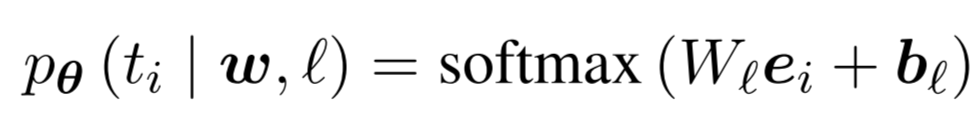 p_θ (t_i | w, ℓ) = softmax (W_ℓ e_i + b_ℓ)